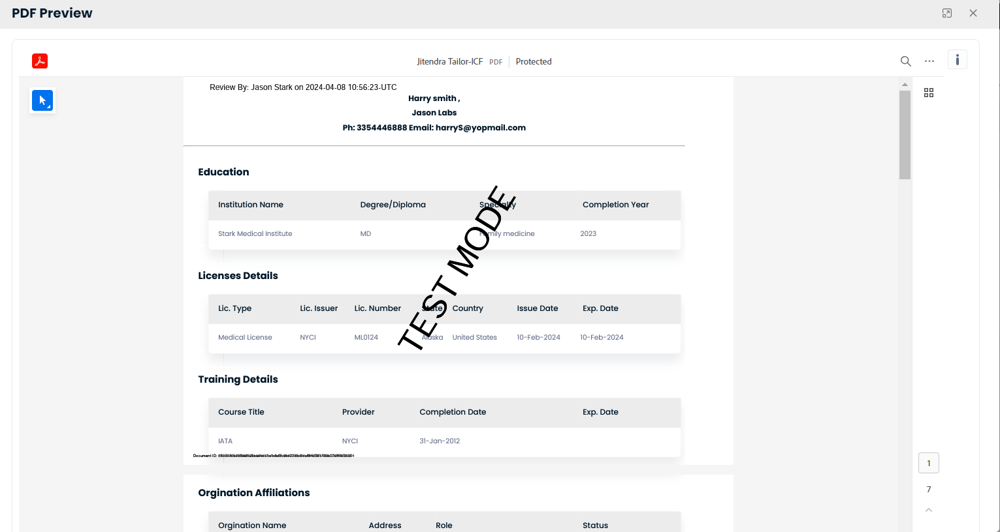 PDF Preview
Jitendra Tailor-ICF PDF Protected
Review By: Jason Stark on 2024-04-08 10:56:23-UTC
Harry smith ,
Jason Labs
Ph: 3354446888 Email: harryS@yopmail.com
Education
Institution Name Degree/Diploma Specialty Completion Year
Stark Medical Institute MD Family medicine 2023
TEST MODE
Licenses Details
Lic. Type Lic. Issuer Lic. Number State Country Issue Date Exp. Date
Medical License NYCI ML0124 Alaska United States 10-Feb-2024 10-Feb-2024
Training Details
Course Title Provider Completion Date Exp. Date
IATA NYCI 31-Jan-2012
Document ID:
1
7
Orgination Affiliations
Orgination Name Address Role Status